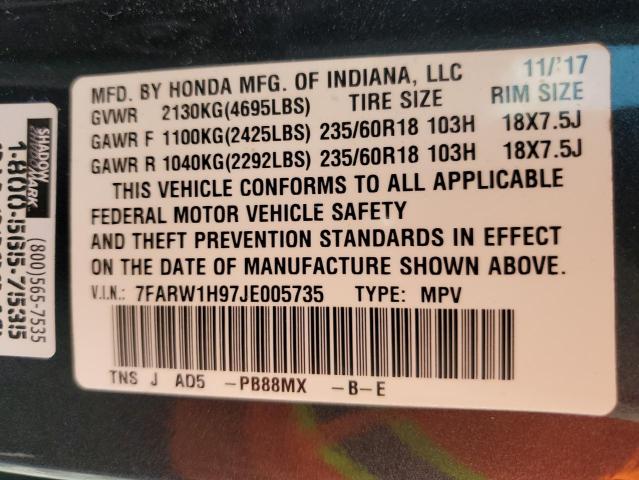 MFD. BY HONDA MFG. OF INDIANA, LLC 11/'17
GVWR 2130KG(4695LBS) TIRE SIZE RIM SIZE
GAWR F 1100KG(2425LBS) 235/60R18 103H 18X7.5J
GAWR R 1040KG(2292LBS) 235/60R18 103H 18X7.5J
THIS VEHICLE CONFORMS TO ALL APPLICABLE
FEDERAL MOTOR VEHICLE SAFETY
AND THEFT PREVENTION STANDARDS IN EFFECT
ON THE DATE OF MANUFACTURE SHOWN ABOVE.
V.I.N.: 7FARW1H97JE005735 TYPE: MPV
TNS J AD5 -PB88MX -B-E
SHADOW
MARK
(800)565-7535